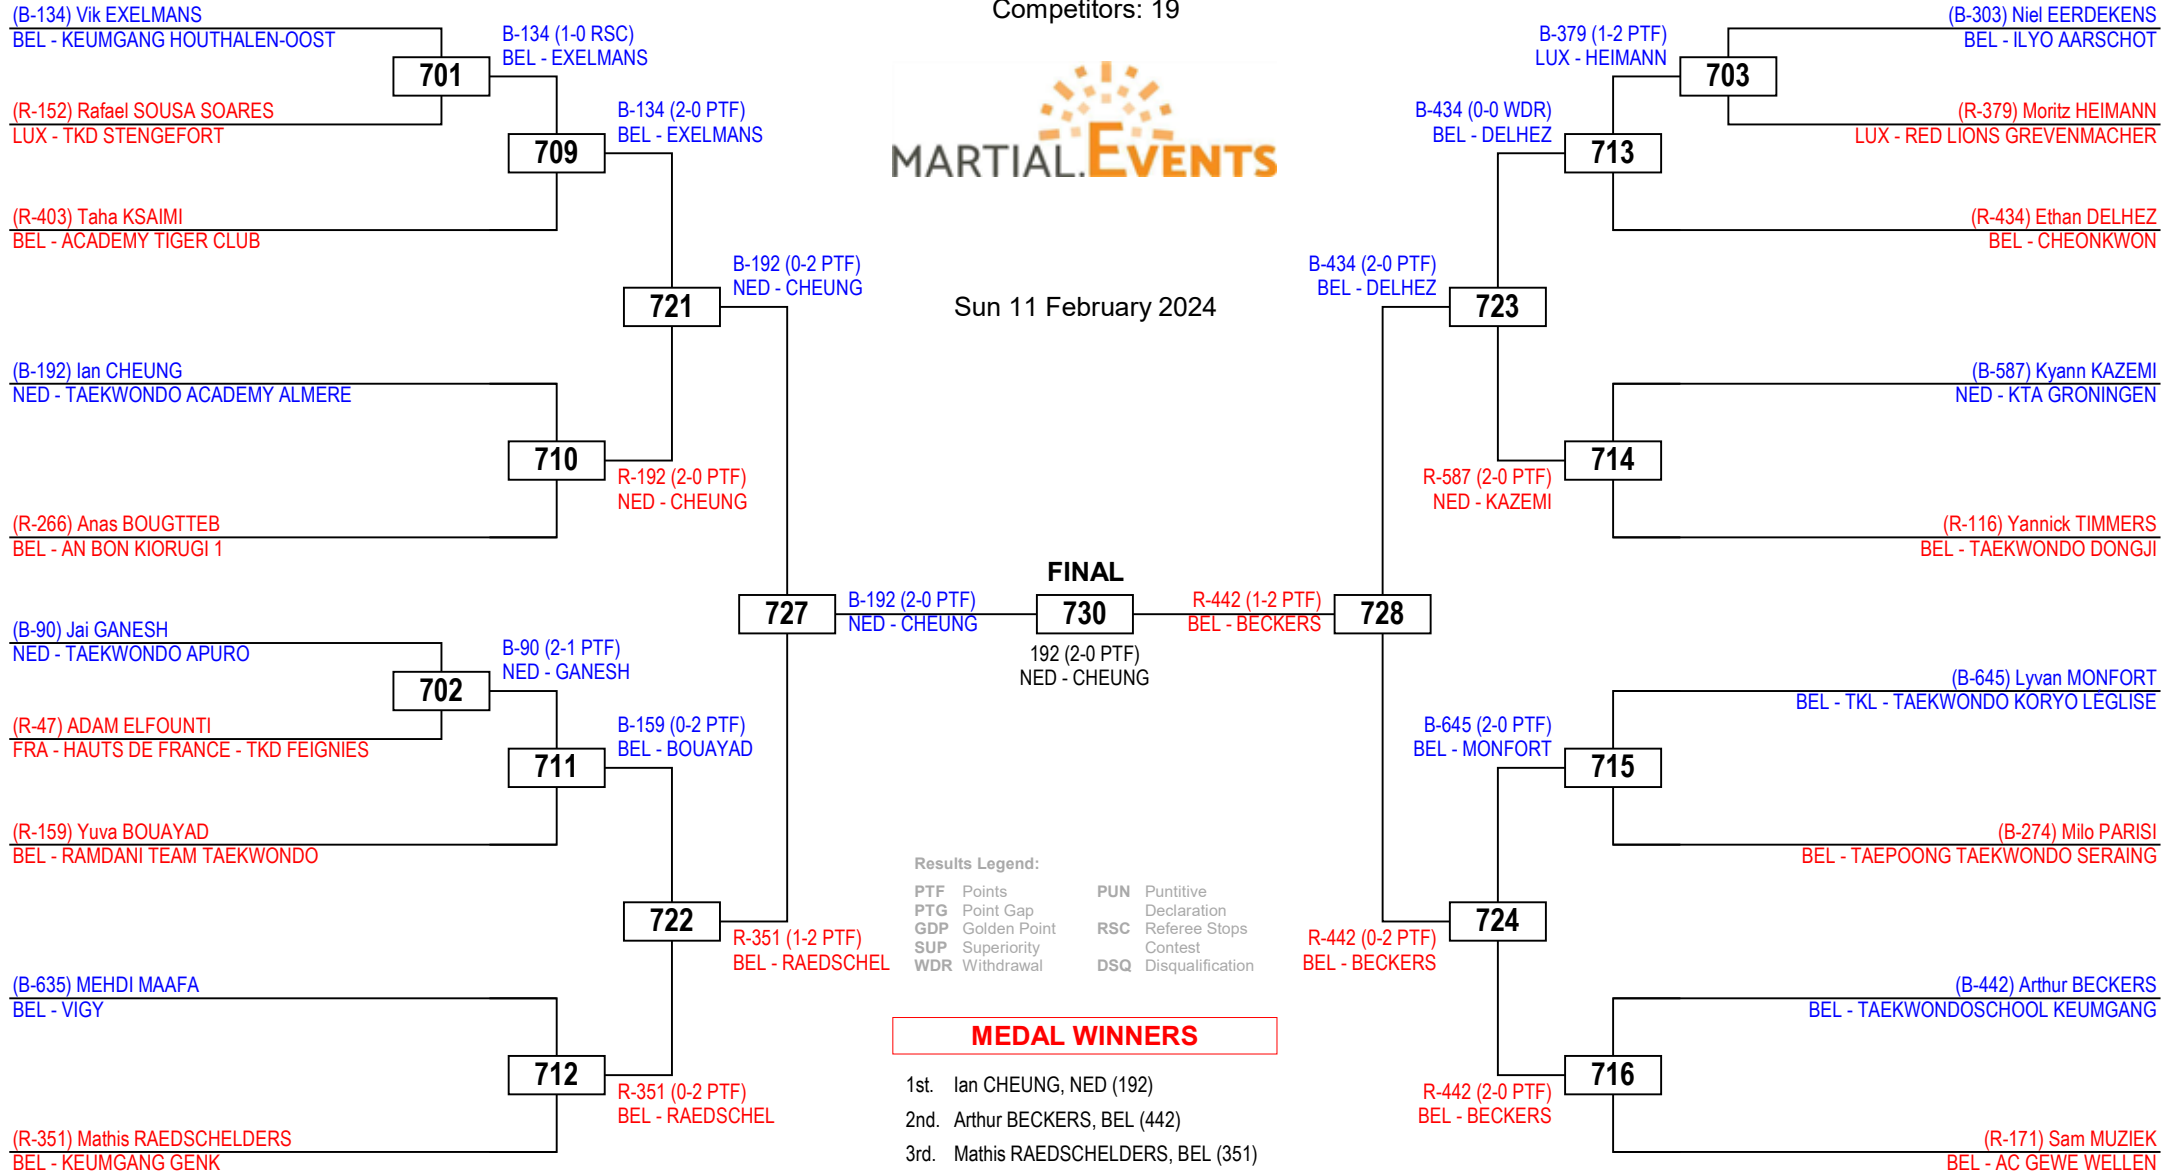 Competitors: 19
MARTIAL.EVENTS
Sun 11 February 2024
(B-134) Vik EXELMANS
BEL - KEUMGANG HOUTHALEN-OOST
701
(R-152) Rafael SOUSA SOARES
LUX - TKD STENGEFORT
B-134 (1-0 RSC)
BEL - EXELMANS
709
(R-403) Taha KSAIMI
BEL - ACADEMY TIGER CLUB
B-134 (2-0 PTF)
BEL - EXELMANS
721
B-192 (0-2 PTF)
NED - CHEUNG
(B-192) Ian CHEUNG
NED - TAEKWONDO ACADEMY ALMERE
710
R-192 (2-0 PTF)
NED - CHEUNG
(R-266) Anas BOUGTTEB
BEL - AN BON KIORUGI 1
(B-90) Jai GANESH
NED - TAEKWONDO APURO
702
(R-47) ADAM ELFOUNTI
FRA - HAUTS DE FRANCE - TKD FEIGNIES
B-90 (2-1 PTF)
NED - GANESH
711
(R-159) Yuva BOUAYAD
BEL - RAMDANI TEAM TAEKWONDO
B-159 (0-2 PTF)
BEL - BOUAYAD
722
R-351 (1-2 PTF)
BEL - RAEDSCHEL
(B-635) MEHDI MAAFA
BEL - VIGY
712
R-351 (0-2 PTF)
BEL - RAEDSCHEL
(R-351) Mathis RAEDSCHELDERS
BEL - KEUMGANG GENK
727
B-192 (2-0 PTF)
NED - CHEUNG
FINAL
730
192 (2-0 PTF)
NED - CHEUNG
R-442 (1-2 PTF)
BEL - BECKERS
728
(B-303) Niel EERDEKENS
BEL - ILYO AARSCHOT
703
(R-379) Moritz HEIMANN
LUX - RED LIONS GREVENMACHER
B-379 (1-2 PTF)
LUX - HEIMANN
713
(R-434) Ethan DELHEZ
BEL - CHEONKWON
B-434 (0-0 WDR)
BEL - DELHEZ
723
B-434 (2-0 PTF)
BEL - DELHEZ
(B-587) Kyann KAZEMI
NED - KTA GRONINGEN
714
R-587 (2-0 PTF)
NED - KAZEMI
(R-116) Yannick TIMMERS
BEL - TAEKWONDO DONGJI
(B-645) Lyvan MONFORT
BEL - TKL - TAEKWONDO KORYO LÉGLISE
715
B-645 (2-0 PTF)
BEL - MONFORT
(B-274) Milo PARISI
BEL - TAEPOONG TAEKWONDO SERAING
724
R-442 (0-2 PTF)
BEL - BECKERS
(B-442) Arthur BECKERS
BEL - TAEKWONDOSCHOOL KEUMGANG
716
R-442 (2-0 PTF)
BEL - BECKERS
(R-171) Sam MUZIEK
BEL - AC GEWE WELLEN
Results Legend:
PTF Points
PTG Point Gap
GDP Golden Point
SUP Superiority
WDR Withdrawal
PUN Puntitive
Declaration
RSC Referee Stops
Contest
DSQ Disqualification
MEDAL WINNERS
1st. Ian CHEUNG, NED (192)
2nd. Arthur BECKERS, BEL (442)
3rd. Mathis RAEDSCHELDERS, BEL (351)